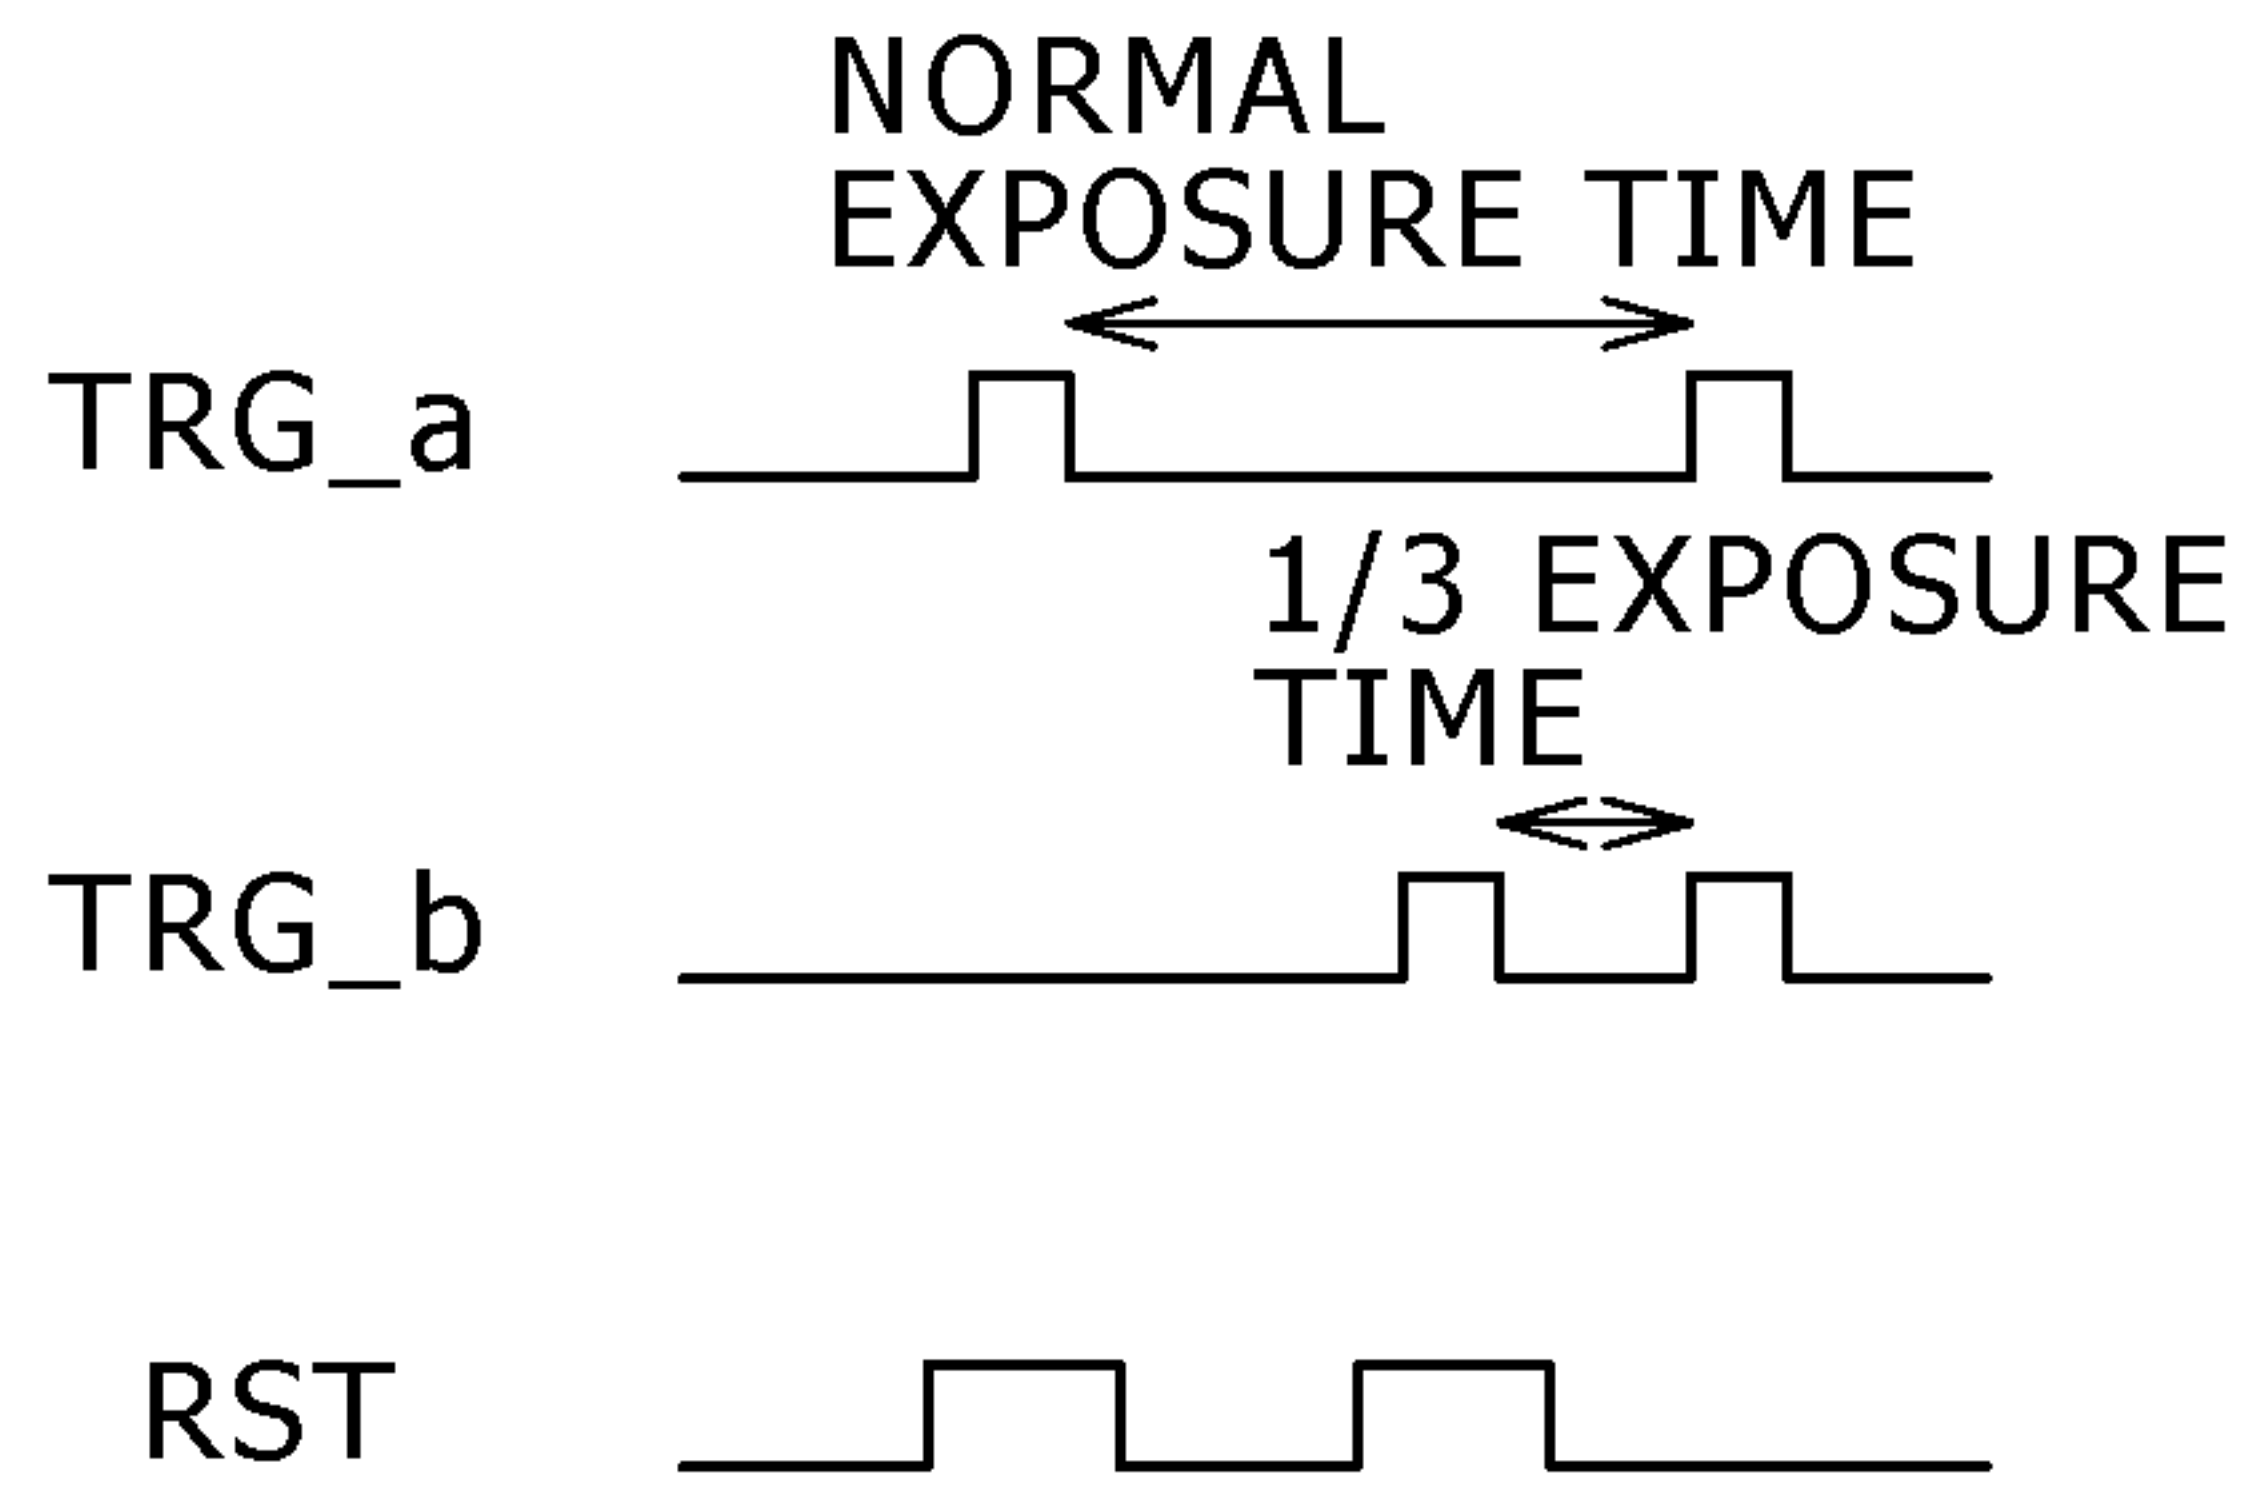 NORMAL
EXPOSURE TIME
TRG_a
1/3 EXPOSURE
TIME
TRG_b
RST